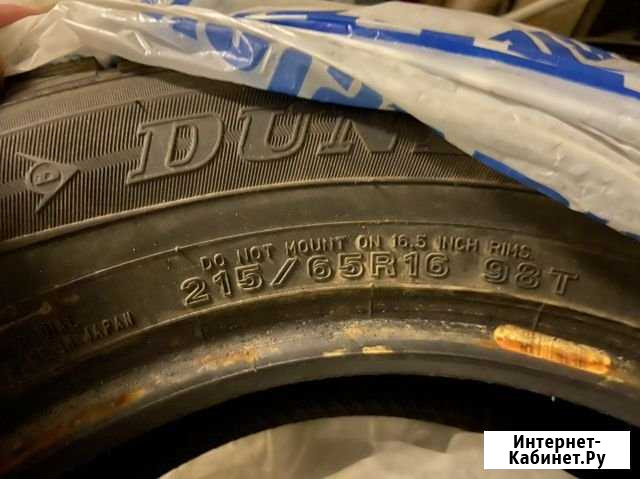 DUN
DO NOT MOUNT ON 16.5 INCH RIMS.
215/65R16 98T
JAPAN
Интернет-
Кабинет.Ру